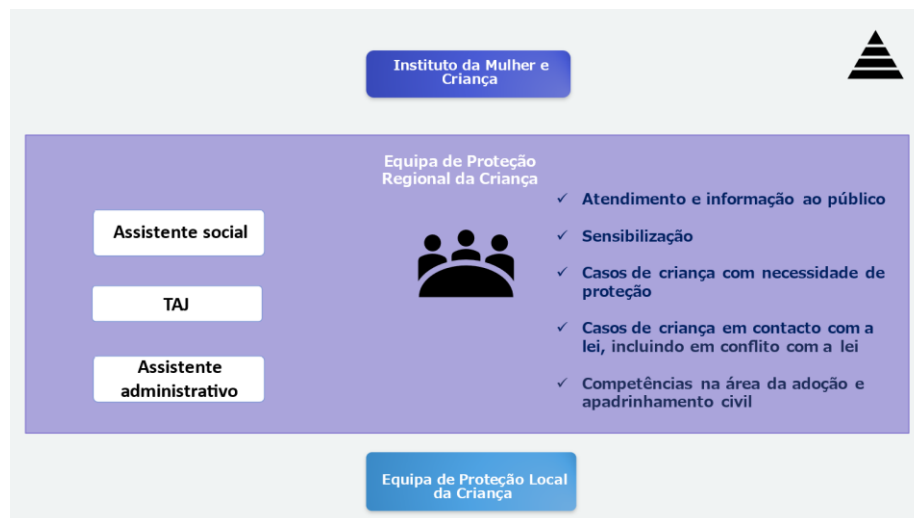 Instituto da Mulher e
Criança
Equipa de Proteção
Regional da Criança
Assistente social
TAJ
Assistente
administrativo
Atendimento e informação ao público
Sensibilização
Casos de criança com necessidade de
proteção
Casos de criança em contacto com a
lei, incluindo em conflito com a lei
Competências na área da adoção e
apadrinhamento civil
Equipa de Proteção Local
da Criança